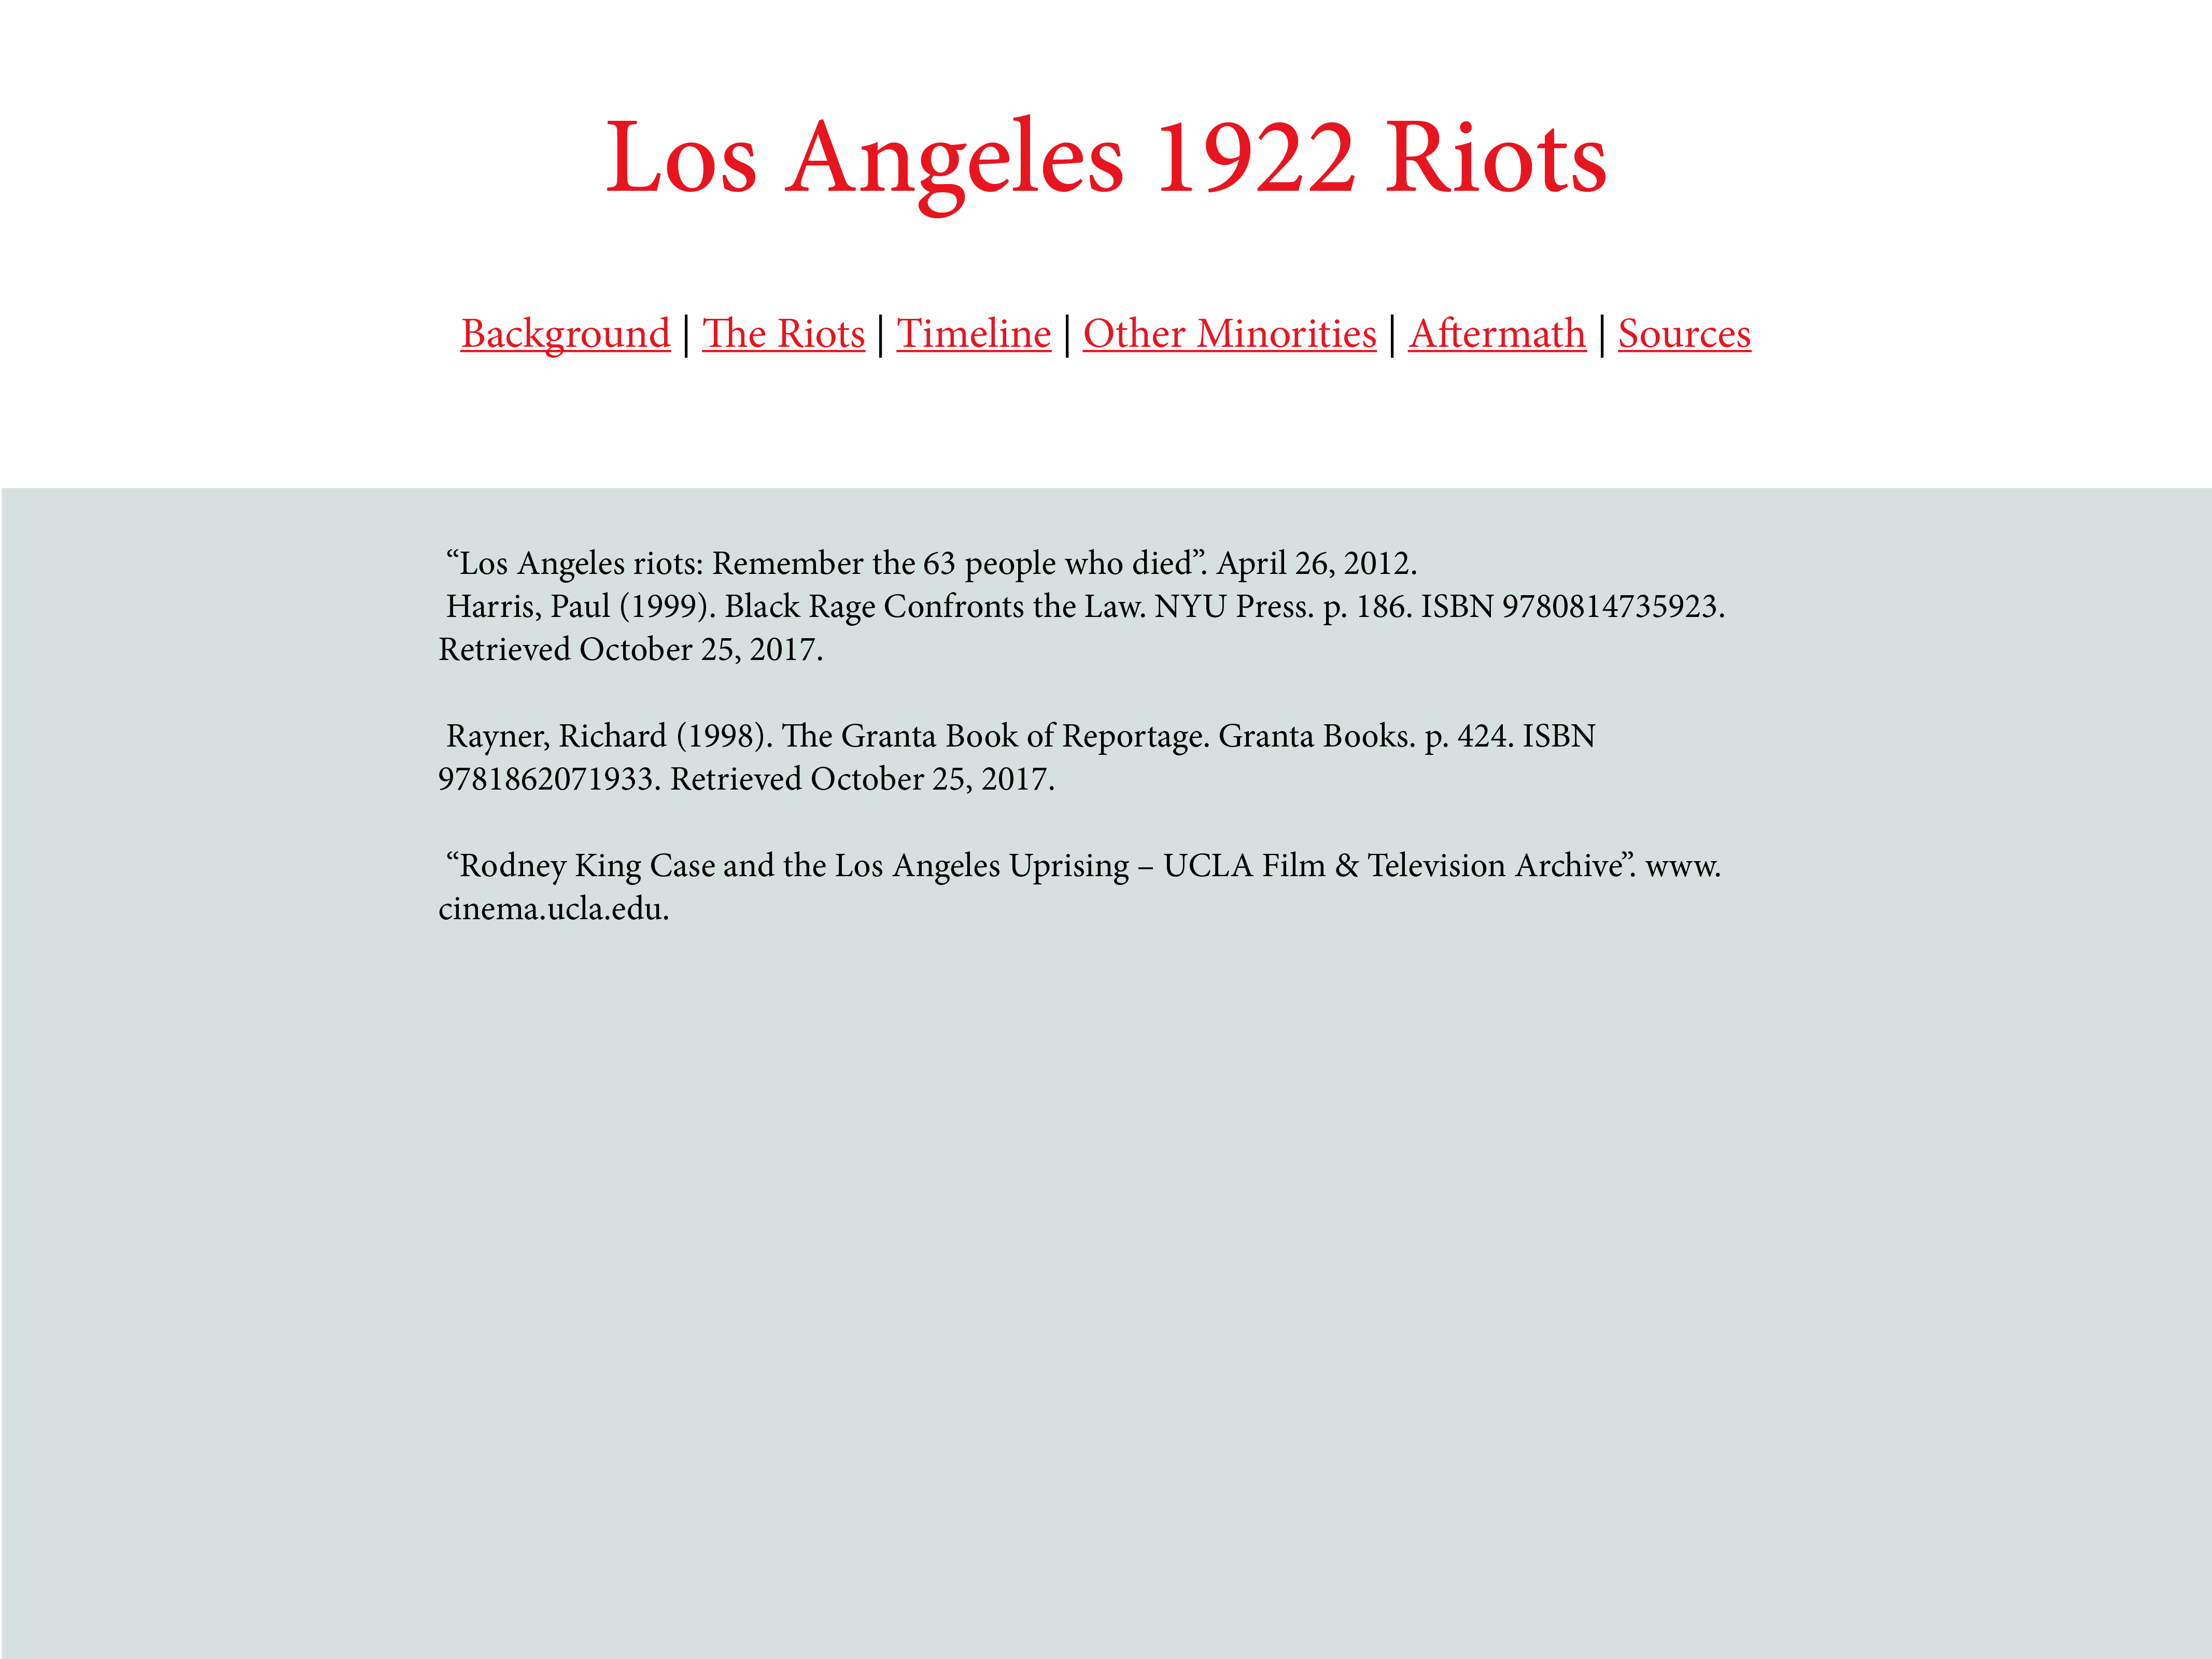 Los Angeles 1922 Riots
Background | The Riots | Timeline | Other Minorities | Aftermath | Sources
“Los Angeles riots: Remember the 63 people who died”. April 26, 2012.
Harris, Paul (1999). Black Rage Confronts the Law. NYU Press. p. 186. ISBN 9780814735923.
Retrieved October 25, 2017.
Rayner, Richard (1998). The Granta Book of Reportage. Granta Books. p. 424. ISBN
9781862071933. Retrieved October 25, 2017.
“Rodney King Case and the Los Angeles Uprising – UCLA Film & Television Archive”. www.
cinema.ucla.edu.